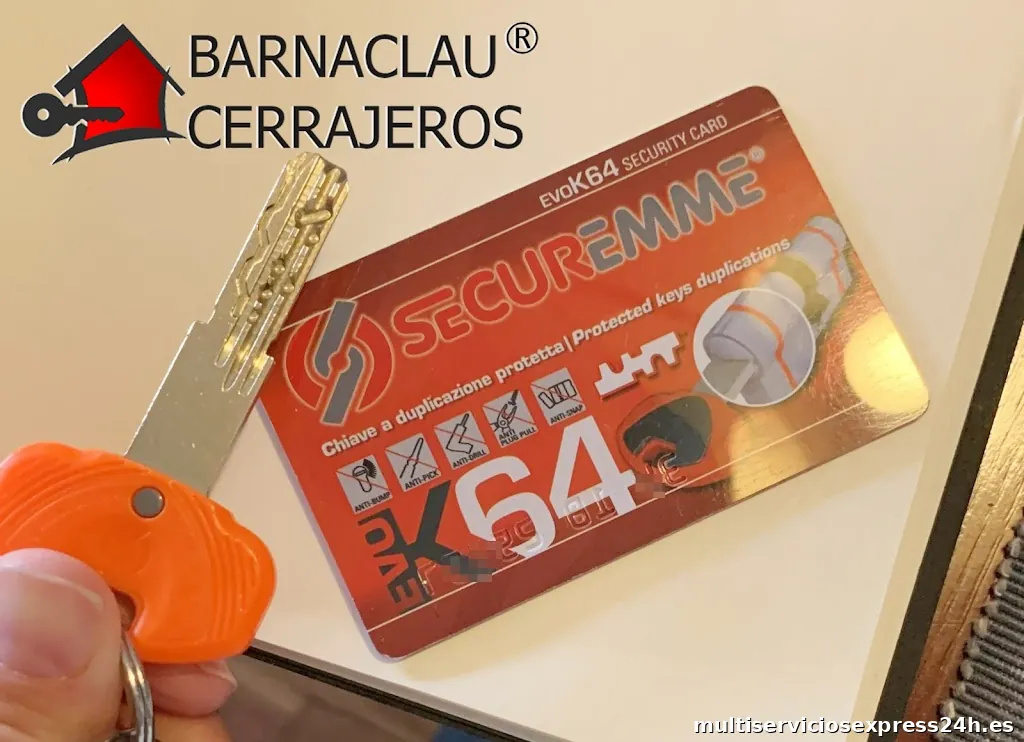 BARNACLAU®
CERRAJEROS
EVOK64 SECURITY CARD
SECUREMME®
Chiave a duplicazione protetta | Protected keys duplications
ANTI-BUMP
ANTI-PICK
ANTI-DRILL
ANTI PLUG PULL
ANTI-SNAP
EVO K64
multiserviciosexpress24h.es